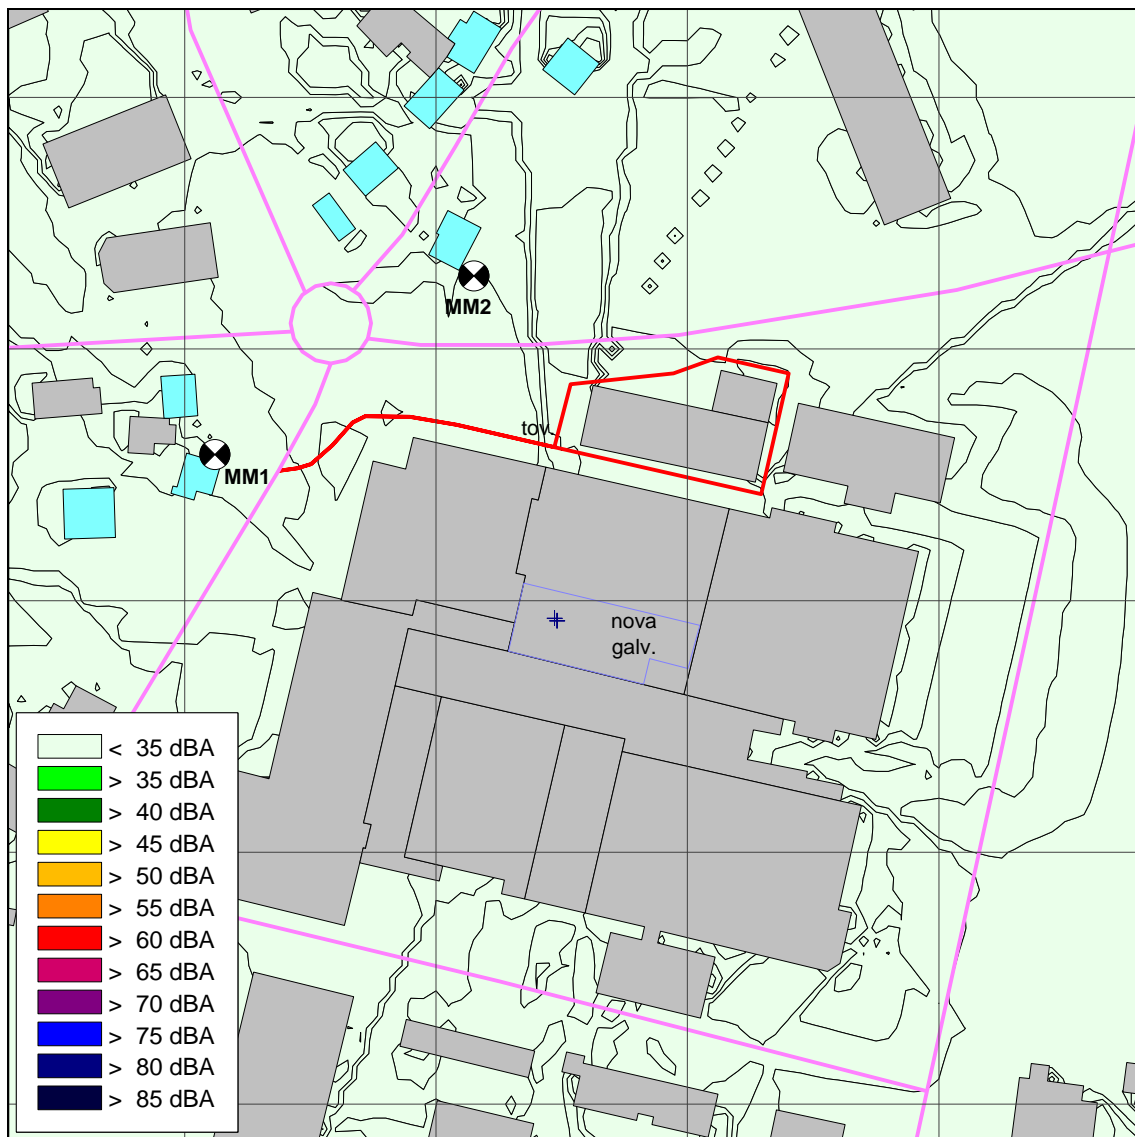 MM2
tov.
MM1
nova
galv.
< 35 dBA
> 35 dBA
> 40 dBA
> 45 dBA
> 50 dBA
> 55 dBA
> 60 dBA
> 65 dBA
> 70 dBA
> 75 dBA
> 80 dBA
> 85 dBA